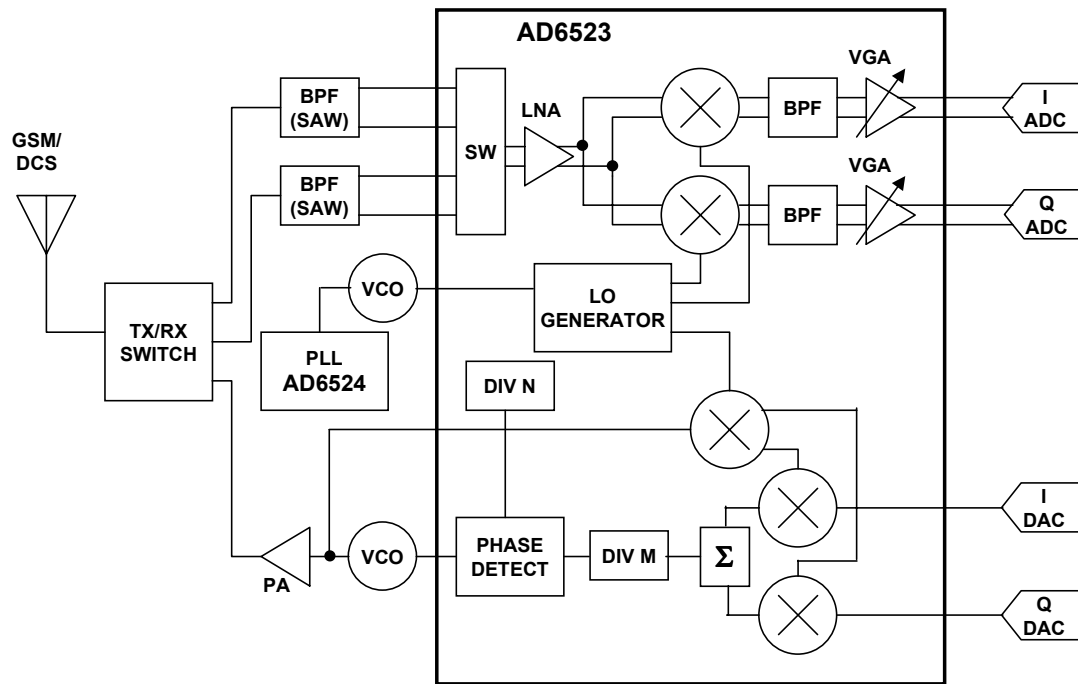 AD6523
VGA
BPF
(SAW)
LNA
BPF
I
ADC
GSM/
DCS
SW
VGA
BPF
(SAW)
BPF
Q
ADC
VCO
LO
GENERATOR
TX/RX
SWITCH
PLL
AD6524
DIV N
I
DAC
PHASE
DETECT
DIV M
Σ
VCO
PA
Q
DAC